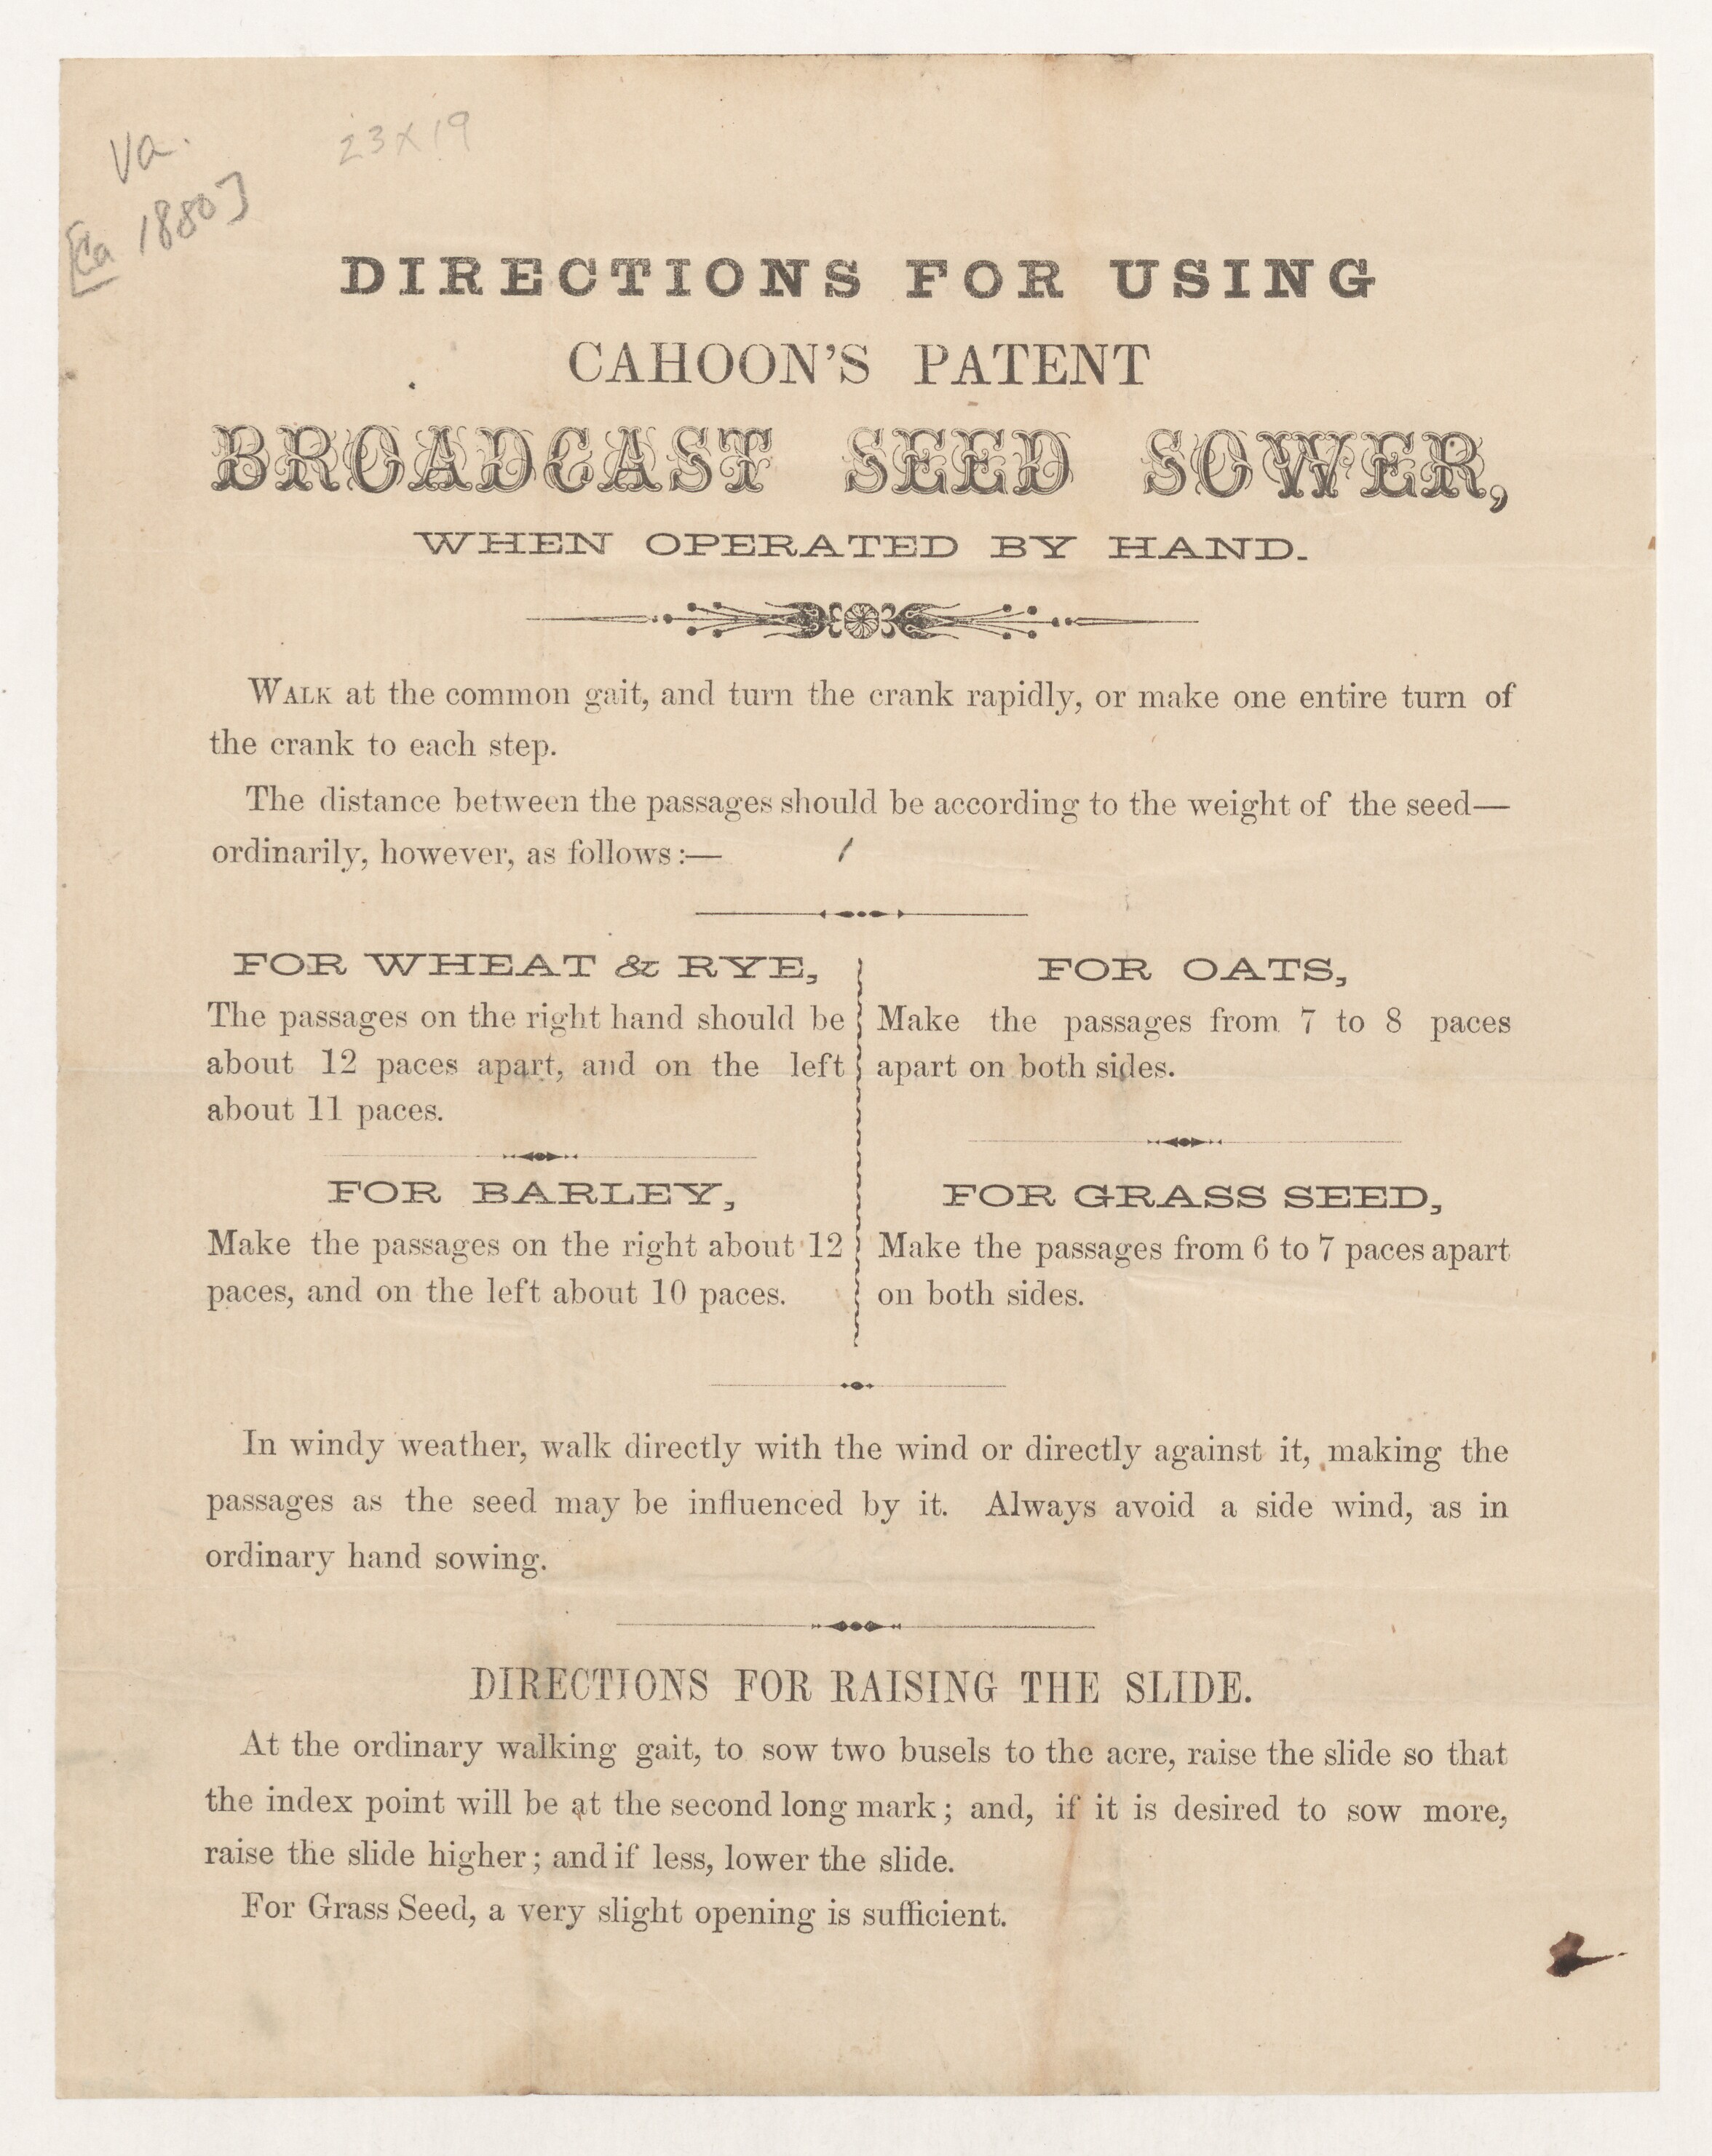 Va.
23 x 19
[Ca 1880]
DIRECTIONS FOR USING
CAHOON'S PATENT
BROADCAST SEED SOWER,
WHEN OPERATED BY HAND.
WALK at the common gait, and turn the crank rapidly, or make one entire turn of
the crank to each step.
The distance between the passages should be according to the weight of the seed—
ordinarily, however, as follows:—
FOR WHEAT & RYE,
The passages on the right hand should be
about 12 paces apart, and on the left
about 11 paces.
FOR BARLEY,
Make the passages on the right about 12
paces, and on the left about 10 paces.
FOR OATS,
Make the passages from 7 to 8 paces
apart on both sides.
FOR GRASS SEED,
Make the passages from 6 to 7 paces apart
on both sides.
In windy weather, walk directly with the wind or directly against it, making the
passages as the seed may be influenced by it. Always avoid a side wind, as in
ordinary hand sowing.
DIRECTIONS FOR RAISING THE SLIDE.
At the ordinary walking gait, to sow two busels to the acre, raise the slide so that
the index point will be at the second long mark; and, if it is desired to sow more,
raise the slide higher; and if less, lower the slide.
For Grass Seed, a very slight opening is sufficient.